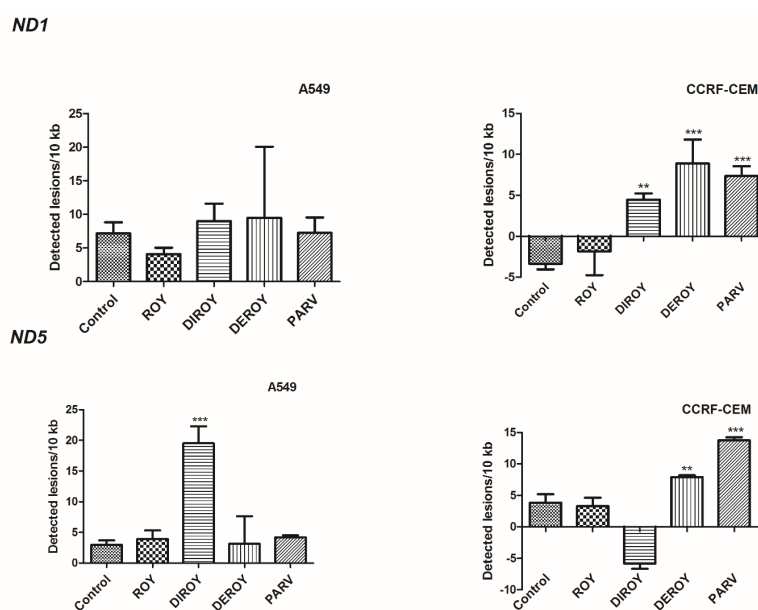 ND1
A549
Detected lesions/10 kb
25
20
15
10
5
0
Control
ROY
DIROY
DEROY
PARV
CCRF-CEM
Detected lesions/10 kb
15
10
5
0
-5
**
***
***
Control
ROY
DIROY
DEROY
PARV
ND5
A549
Detected lesions/10 kb
25
20
15
10
5
0
***
Control
ROY
DIROY
DEROY
PARV
CCRF-CEM
Detected lesions/10 kb
15
10
5
0
-5
-10
**
***
Control
ROY
DIROY
DEROY
PARV